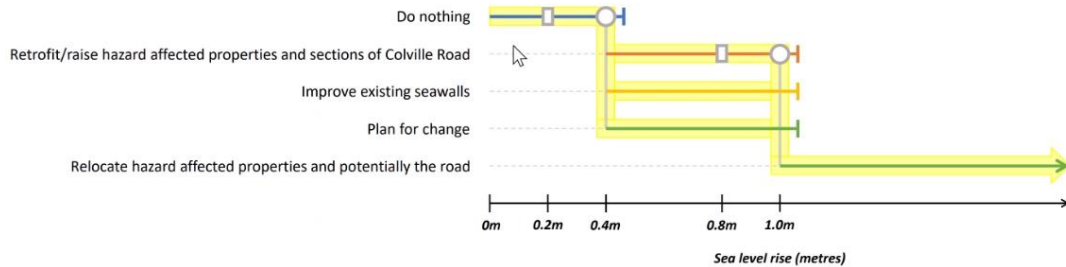 Do nothing
Retrofit/raise hazard affected properties and sections of Colville Road
Improve existing seawalls
Plan for change
Relocate hazard affected properties and potentially the road
0m 0.2m 0.4m 0.8m 1.0m
Sea level rise (metres)